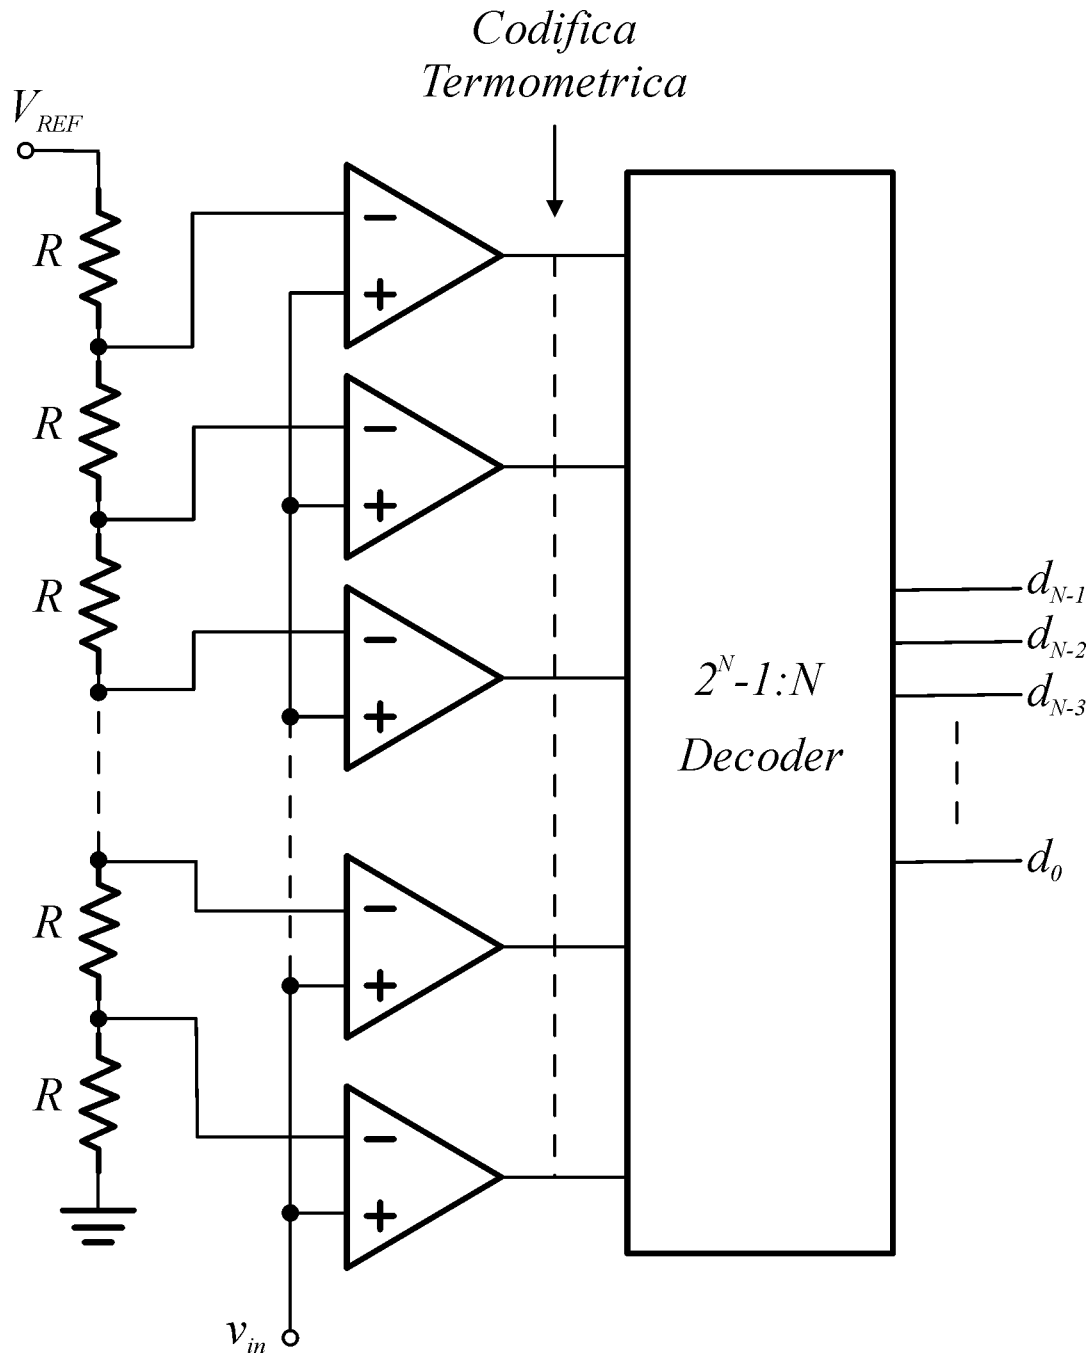 Codifica
Termometrica
V_REF
R
R
R
R
R
−
+
−
+
−
+
−
+
−
+
2^N-1:N
Decoder
d_N-1
d_N-2
d_N-3
d_0
v_in